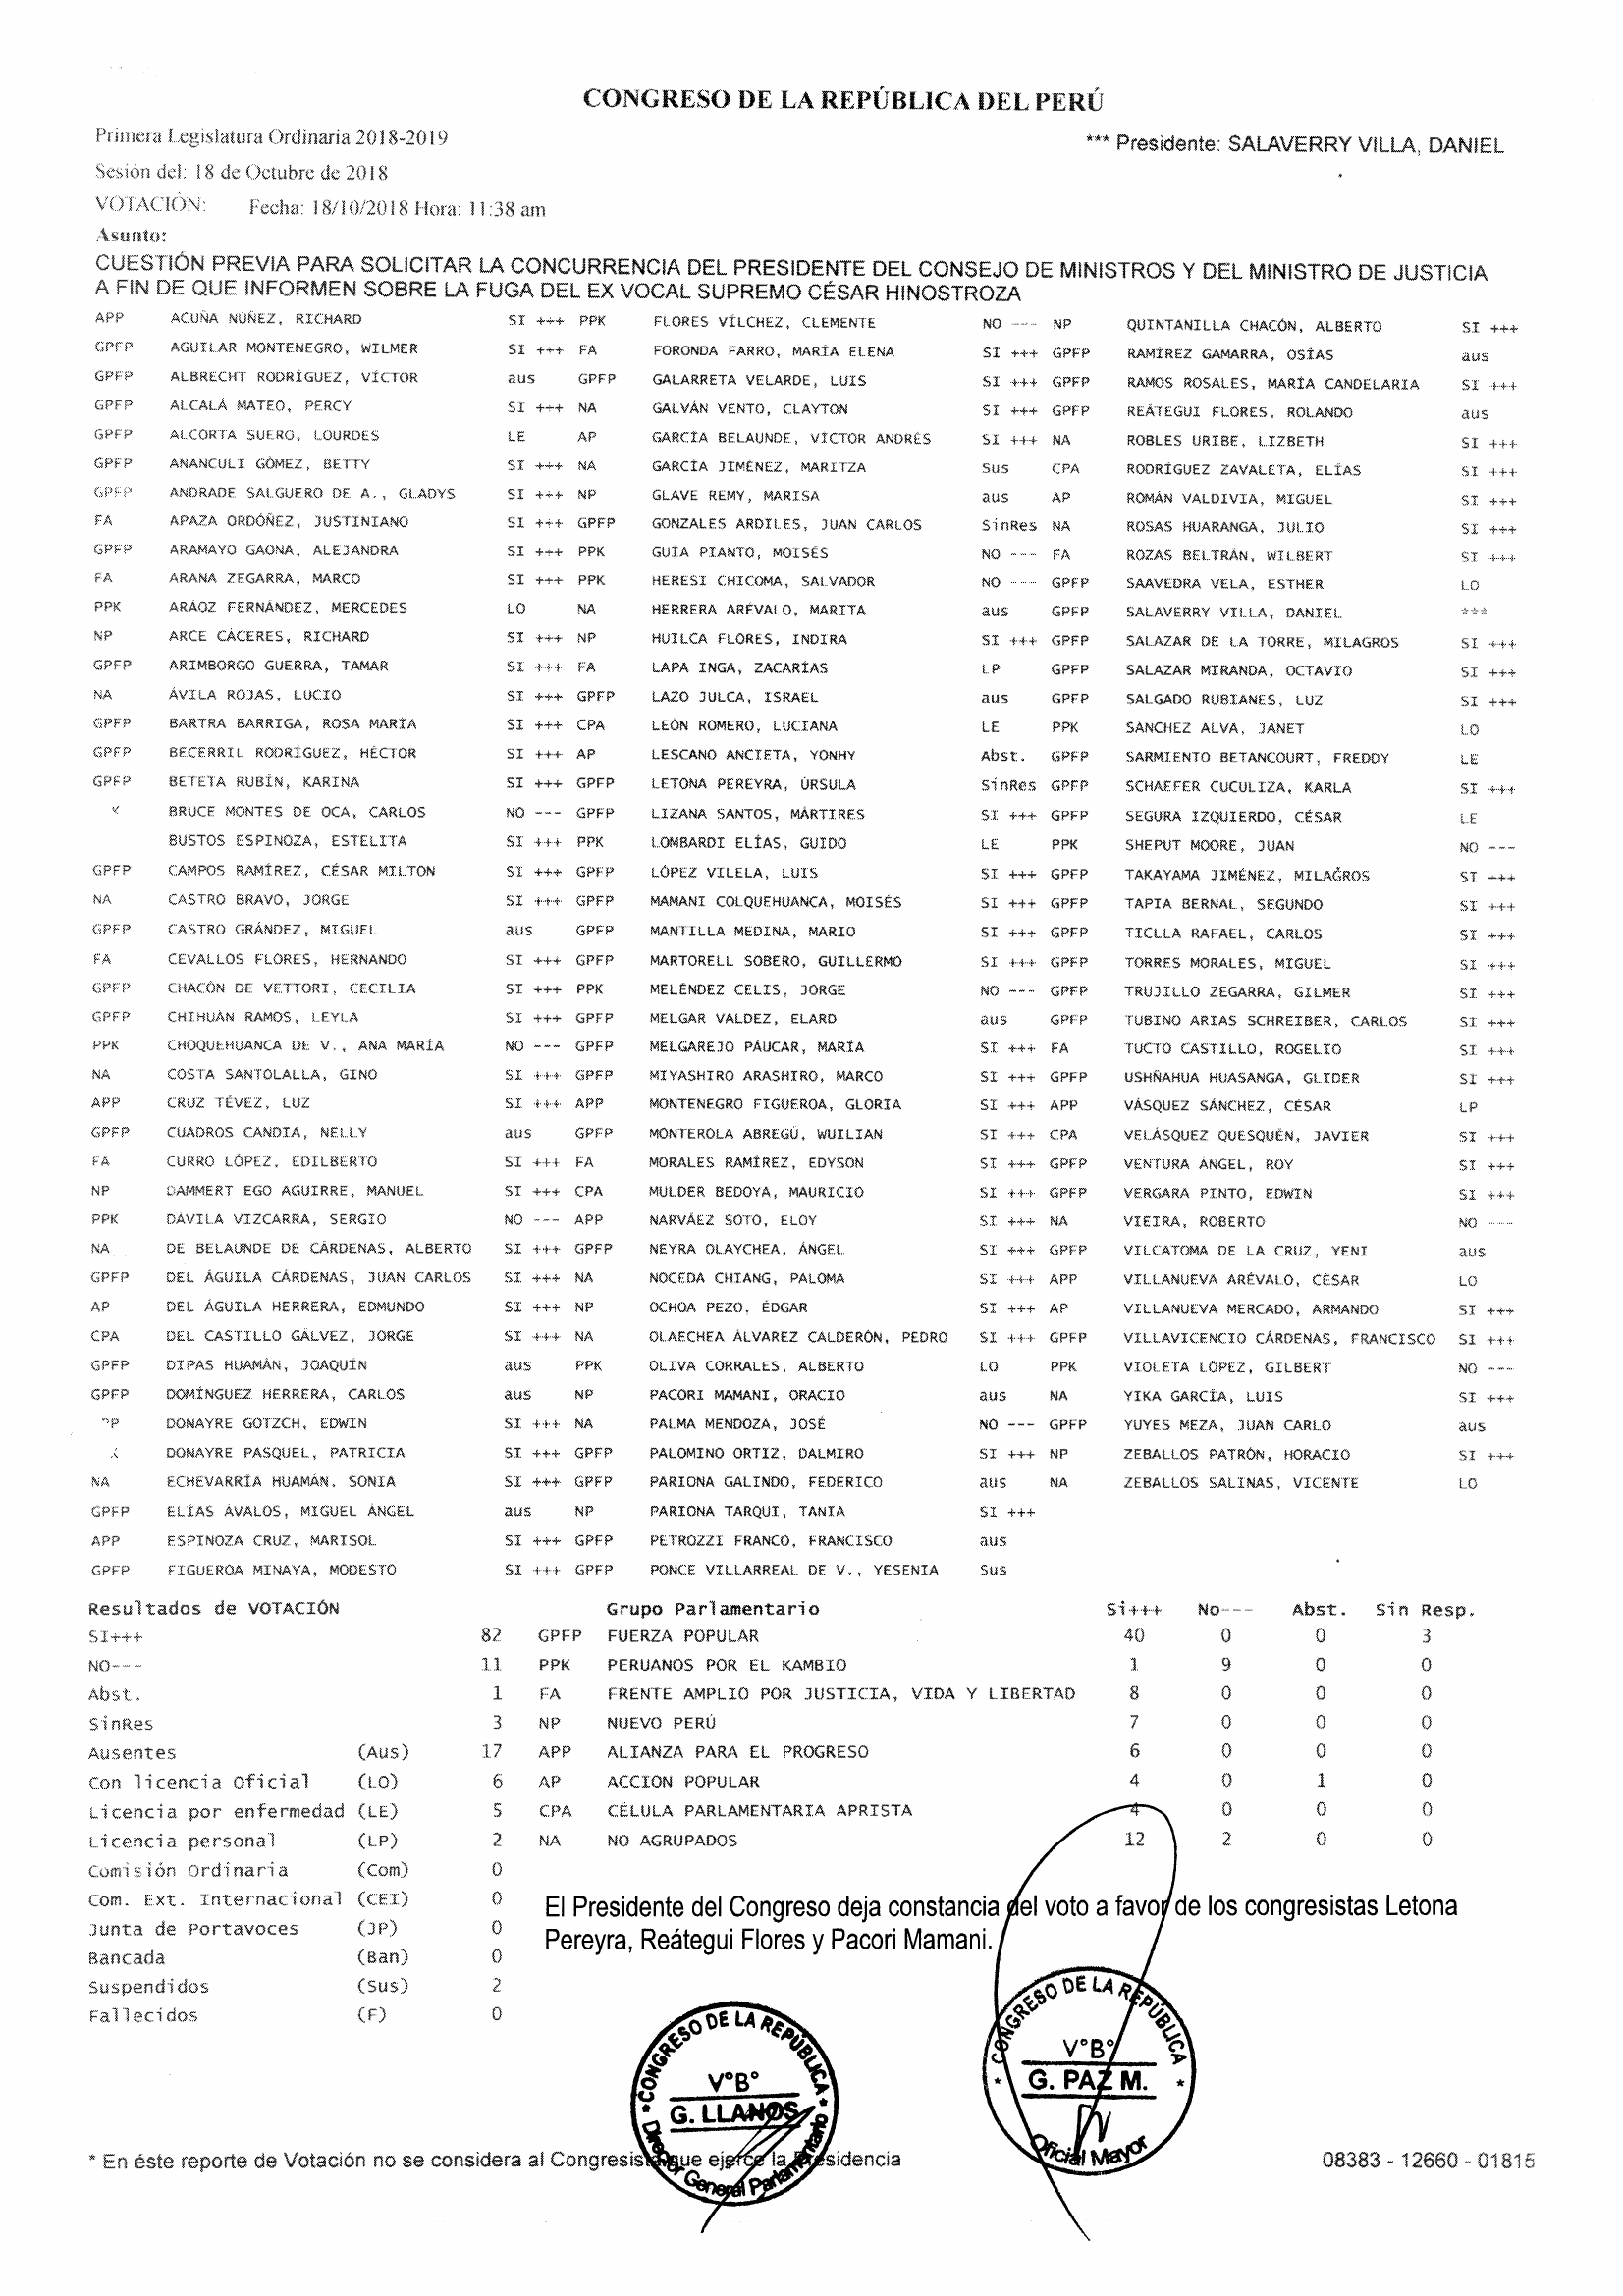 CONGRESO DE LA REPÚBLICA DEL PERÚ
Primera Legislatura Ordinaria 2018-2019 *** Presidente: SALAVERRY VILLA, DANIEL
Sesión del: 18 de Octubre de 2018
VOTACIÓN: Fecha: 18/10/2018 Hora: 11:38 am
Asunto:
CUESTIÓN PREVIA PARA SOLICITAR LA CONCURRENCIA DEL PRESIDENTE DEL CONSEJO DE MINISTROS Y DEL MINISTRO DE JUSTICIA
A FIN DE QUE INFORMEN SOBRE LA FUGA DEL EX VOCAL SUPREMO CÉSAR HINOSTROZA
APP ACUÑA NÚÑEZ, RICHARD SI +++ PPK FLORES VÍLCHEZ, CLEMENTE NO --- NP QUINTANILLA CHACÓN, ALBERTO SI +++
GPFP AGUILAR MONTENEGRO, WILMER SI +++ FA FORONDA FARRO, MARÍA ELENA SI +++ GPFP RAMÍREZ GAMARRA, OSÍAS aus
GPFP ALBRECHT RODRÍGUEZ, VÍCTOR aus GPFP GALARRETA VELARDE, LUIS SI +++ GPFP RAMOS ROSALES, MARÍA CANDELARIA SI +++
GPFP ALCALÁ MATEO, PERCY SI +++ NA GALVÁN VENTO, CLAYTON SI +++ GPFP REÁTEGUI FLORES, ROLANDO aus
GPFP ALCORTA SUERO, LOURDES LE AP GARCÍA BELAUNDE, VÍCTOR ANDRÉS SI +++ NA ROBLES URIBE, LIZBETH SI +++
GPFP ANANCULI GÓMEZ, BETTY SI +++ NA GARCÍA JIMÉNEZ, MARITZA Sus CPA RODRÍGUEZ ZAVALETA, ELÍAS SI +++
GPFP ANDRADE SALGUERO DE A., GLADYS SI +++ NP GLAVE REMY, MARISA aus AP ROMÁN VALDIVIA, MIGUEL SI +++
FA APAZA ORDÓÑEZ, JUSTINIANO SI +++ GPFP GONZALES ARDILES, JUAN CARLOS SinRes NA ROSAS HUARANGA, JULIO SI +++
GPFP ARAMAYO GAONA, ALEJANDRA SI +++ PPK GUÍA PIANTO, MOISÉS NO --- FA ROZAS BELTRÁN, WILBERT SI +++
FA ARANA ZEGARRA, MARCO SI +++ PPK HERESI CHICOMA, SALVADOR NO --- GPFP SAAVEDRA VELA, ESTHER LO
PPK ARÁOZ FERNÁNDEZ, MERCEDES LO NA HERRERA ARÉVALO, MARITA aus GPFP SALAVERRY VILLA, DANIEL ***
NP ARCE CÁCERES, RICHARD SI +++ NP HUILCA FLORES, INDIRA SI +++ GPFP SALAZAR DE LA TORRE, MILAGROS SI +++
GPFP ARIMBORGO GUERRA, TAMAR SI +++ FA LAPA INGA, ZACARÍAS LP GPFP SALAZAR MIRANDA, OCTAVIO SI +++
NA ÁVILA ROJAS, LUCIO SI +++ GPFP LAZO JULCA, ISRAEL aus GPFP SALGADO RUBIANES, LUZ SI +++
GPFP BARTRA BARRIGA, ROSA MARÍA SI +++ CPA LEÓN ROMERO, LUCIANA LE PPK SÁNCHEZ ALVA, JANET LO
GPFP BECERRIL RODRÍGUEZ, HÉCTOR SI +++ AP LESCANO ANCIETA, YONHY Abst. GPFP SARMIENTO BETANCOURT, FREDDY LE
GPFP BETETA RUBÍN, KARINA SI +++ GPFP LETONA PEREYRA, ÚRSULA SinRes GPFP SCHAEFER CUCULIZA, KARLA SI +++
BRUCE MONTES DE OCA, CARLOS NO --- GPFP LIZANA SANTOS, MÁRTIRES SI +++ GPFP SEGURA IZQUIERDO, CÉSAR LE
BUSTOS ESPINOZA, ESTELITA SI +++ PPK LOMBARDI ELÍAS, GUIDO LE PPK SHEPUT MOORE, JUAN NO ---
GPFP CAMPOS RAMÍREZ, CÉSAR MILTON SI +++ GPFP LÓPEZ VILELA, LUIS SI +++ GPFP TAKAYAMA JIMÉNEZ, MILAGROS SI +++
NA CASTRO BRAVO, JORGE SI +++ GPFP MAMANI COLQUEHUANCA, MOISÉS SI +++ GPFP TAPIA BERNAL, SEGUNDO SI +++
GPFP CASTRO GRÁNDEZ, MIGUEL aus GPFP MANTILLA MEDINA, MARIO SI +++ GPFP TICLLA RAFAEL, CARLOS SI +++
FA CEVALLOS FLORES, HERNANDO SI +++ GPFP MARTORELL SOBERO, GUILLERMO SI +++ GPFP TORRES MORALES, MIGUEL SI +++
GPFP CHACÓN DE VETTORI, CECILIA SI +++ PPK MELÉNDEZ CELIS, JORGE NO --- GPFP TRUJILLO ZEGARRA, GILMER SI +++
GPFP CHIHUÁN RAMOS, LEYLA SI +++ GPFP MELGAR VALDEZ, ELARD aus GPFP TUBINO ARIAS SCHREIBER, CARLOS SI +++
PPK CHOQUEHUANCA DE V., ANA MARÍA NO --- GPFP MELGAREJO PÁUCAR, MARÍA SI +++ FA TUCTO CASTILLO, ROGELIO SI +++
NA COSTA SANTOLALLA, GINO SI +++ GPFP MIYASHIRO ARASHIRO, MARCO SI +++ GPFP USHÑAHUA HUASANGA, GLIDER SI +++
APP CRUZ TÉVEZ, LUZ SI +++ APP MONTENEGRO FIGUEROA, GLORIA SI +++ APP VÁSQUEZ SÁNCHEZ, CÉSAR LP
GPFP CUADROS CANDIA, NELLY aus GPFP MONTEROLA ABREGÚ, WUILIAN SI +++ CPA VELÁSQUEZ QUESQUÉN, JAVIER SI +++
FA CURRO LÓPEZ, EDILBERTO SI +++ FA MORALES RAMÍREZ, EDYSON SI +++ GPFP VENTURA ÁNGEL, ROY SI +++
NP DAMMERT EGO AGUIRRE, MANUEL SI +++ CPA MULDER BEDOYA, MAURICIO SI +++ GPFP VERGARA PINTO, EDWIN SI +++
PPK DÁVILA VIZCARRA, SERGIO NO --- APP NARVÁEZ SOTO, ELOY SI +++ NA VIEIRA, ROBERTO NO ---
NA DE BELAUNDE DE CÁRDENAS, ALBERTO SI +++ GPFP NEYRA OLAYCHEA, ÁNGEL SI +++ GPFP VILCATOMA DE LA CRUZ, YENI aus
GPFP DEL ÁGUILA CÁRDENAS, JUAN CARLOS SI +++ NA NOCEDA CHIANG, PALOMA SI +++ APP VILLANUEVA ARÉVALO, CÉSAR LO
AP DEL ÁGUILA HERRERA, EDMUNDO SI +++ NP OCHOA PEZO, ÉDGAR SI +++ AP VILLANUEVA MERCADO, ARMANDO SI +++
CPA DEL CASTILLO GÁLVEZ, JORGE SI +++ NA OLAECHEA ÁLVAREZ CALDERÓN, PEDRO SI +++ GPFP VILLAVICENCIO CÁRDENAS, FRANCISCO SI +++
GPFP DIPAS HUAMÁN, JOAQUÍN aus PPK OLIVA CORRALES, ALBERTO LO PPK VIOLETA LÓPEZ, GILBERT NO ---
GPFP DOMÍNGUEZ HERRERA, CARLOS aus NP PACORI MAMANI, ORACIO aus NA YIKA GARCÍA, LUIS SI +++
DONAYRE GOTZCH, EDWIN SI +++ NA PALMA MENDOZA, JOSÉ NO --- GPFP YUYES MEZA, JUAN CARLO aus
DONAYRE PASQUEL, PATRICIA SI +++ GPFP PALOMINO ORTIZ, DALMIRO SI +++ NP ZEBALLOS PATRÓN, HORACIO SI +++
NA ECHEVARRÍA HUAMÁN, SONIA SI +++ GPFP PARIONA GALINDO, FEDERICO aus NA ZEBALLOS SALINAS, VICENTE LO
GPFP ELÍAS ÁVALOS, MIGUEL ÁNGEL aus NP PARIONA TARQUI, TANIA SI +++
APP ESPINOZA CRUZ, MARISOL SI +++ GPFP PETROZZI FRANCO, FRANCISCO aus
GPFP FIGUEROA MINAYA, MODESTO SI +++ GPFP PONCE VILLARREAL DE V., YESENIA Sus
Resultados de VOTACIÓN Grupo Parlamentario Si+++ No--- Abst. Sin Resp.
SI+++ 82 GPFP FUERZA POPULAR 40 0 0 3
NO--- 11 PPK PERUANOS POR EL KAMBIO 1 9 0 0
Abst. 1 FA FRENTE AMPLIO POR JUSTICIA, VIDA Y LIBERTAD 8 0 0 0
SinRes 3 NP NUEVO PERÚ 7 0 0 0
Ausentes (Aus) 17 APP ALIANZA PARA EL PROGRESO 6 0 0 0
Con licencia Oficial (LO) 6 AP ACCION POPULAR 4 0 1 0
Licencia por enfermedad (LE) 5 CPA CÉLULA PARLAMENTARIA APRISTA 4 0 0 0
Licencia personal (LP) 2 NA NO AGRUPADOS 12 2 0 0
Comisión Ordinaria (Com) 0
Com. Ext. Internacional (CEI) 0
Junta de Portavoces (JP) 0
Bancada (Ban) 0
Suspendidos (Sus) 2
Fallecidos (F) 0
El Presidente del Congreso deja constancia del voto a favor de los congresistas Letona
Pereyra, Reátegui Flores y Pacori Mamani.
CONGRESO DE LA REPÚBLICA
V°B°
G. LLANOS
Director General Parlamentario
CONGRESO DE LA REPÚBLICA
V°B°
G. PAZ M.
Oficial Mayor
* En éste reporte de Votación no se considera al Congresista que ejerce la Presidencia 08383 - 12660 - 01815